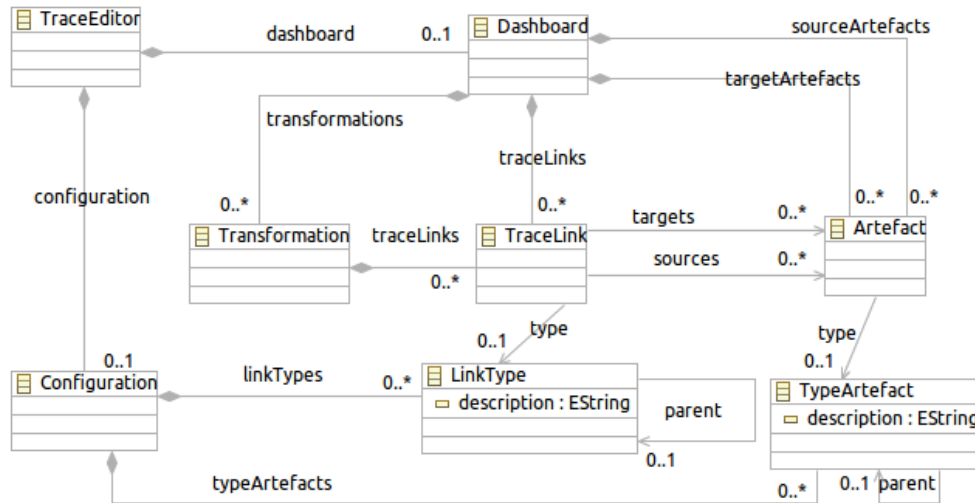 TraceEditor
dashboard
0..1
Dashboard
sourceArtefacts
targetArtefacts
transformations
traceLinks
configuration
0..*
0..*
0..*
0..*
Transformation
traceLinks
0..*
TraceLink
targets
0..*
sources
0..*
Artefact
type
0..1
type
0..1
0..1
Configuration
linkTypes
0..*
LinkType
description : EString
parent
0..1
TypeArtefact
description : EString
typeArtefacts
0..*
0..1
parent